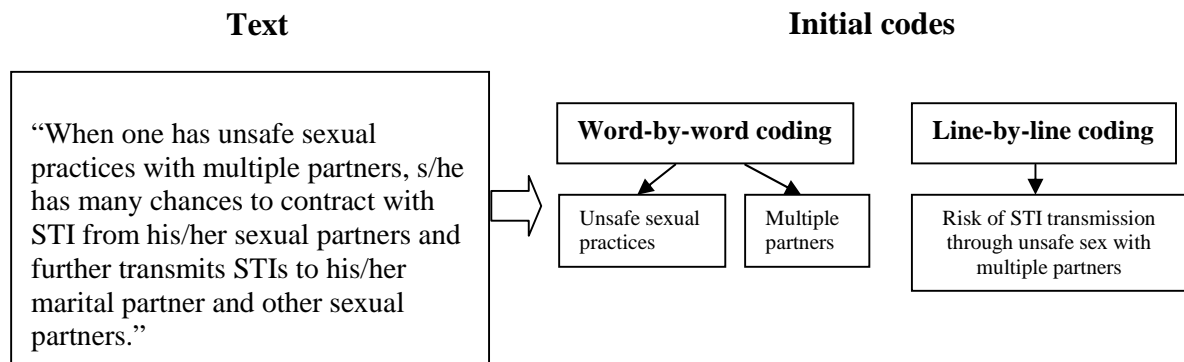 Text
Initial codes
“When one has unsafe sexual
practices with multiple partners, s/he
has many chances to contract with
STI from his/her sexual partners and
further transmits STIs to his/her
marital partner and other sexual
partners.”
Word-by-word coding
Line-by-line coding
Unsafe sexual
practices
Multiple
partners
Risk of STI transmission
through unsafe sex with
multiple partners